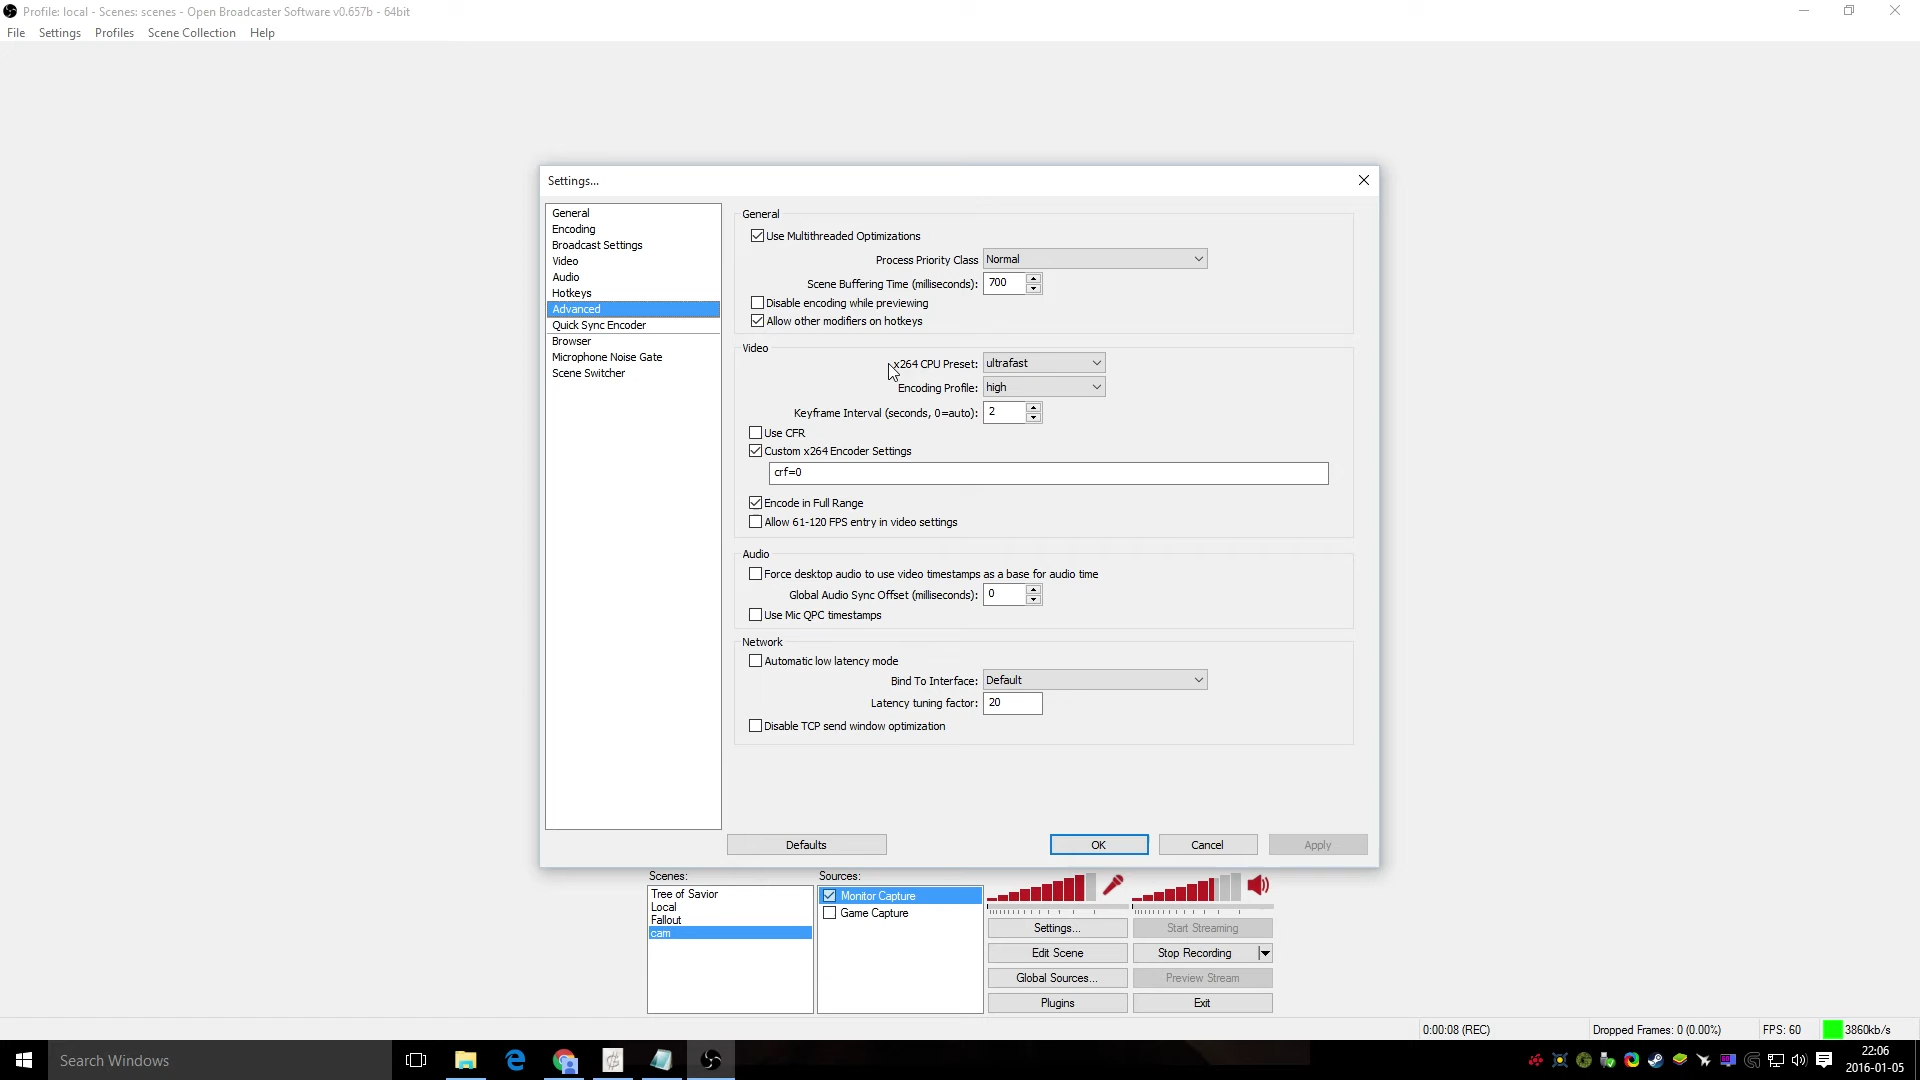 Profile: local - Scenes: scenes - Open Broadcaster Software v0.657b - 64bit
File Settings Profiles Scene Collection Help
Settings...
General
Encoding
Broadcast Settings
Video
Audio
Hotkeys
Advanced
Quick Sync Encoder
Browser
Microphone Noise Gate
Scene Switcher
General
Use Multithreaded Optimizations
Process Priority Class Normal
Scene Buffering Time (milliseconds): 700
Disable encoding while previewing
Allow other modifiers on hotkeys
Video
x264 CPU Preset: ultrafast
Encoding Profile: high
Keyframe Interval (seconds, 0=auto): 2
Use CFR
Custom x264 Encoder Settings
crf=0
Encode in Full Range
Allow 61-120 FPS entry in video settings
Audio
Force desktop audio to use video timestamps as a base for audio time
Global Audio Sync Offset (milliseconds): 0
Use Mic QPC timestamps
Network
Automatic low latency mode
Bind To Interface: Default
Latency tuning factor: 20
Disable TCP send window optimization
Defaults OK Cancel Apply
Scenes:
Tree of Savior
Local
Fallout
cam
Sources:
Monitor Capture
Game Capture
Settings... Start Streaming
Edit Scene Stop Recording
Global Sources... Preview Stream
Plugins Exit
0:00:08 (REC) Dropped Frames: 0 (0.00%) FPS: 60 3860kb/s
Search Windows
22:06
2016-01-05